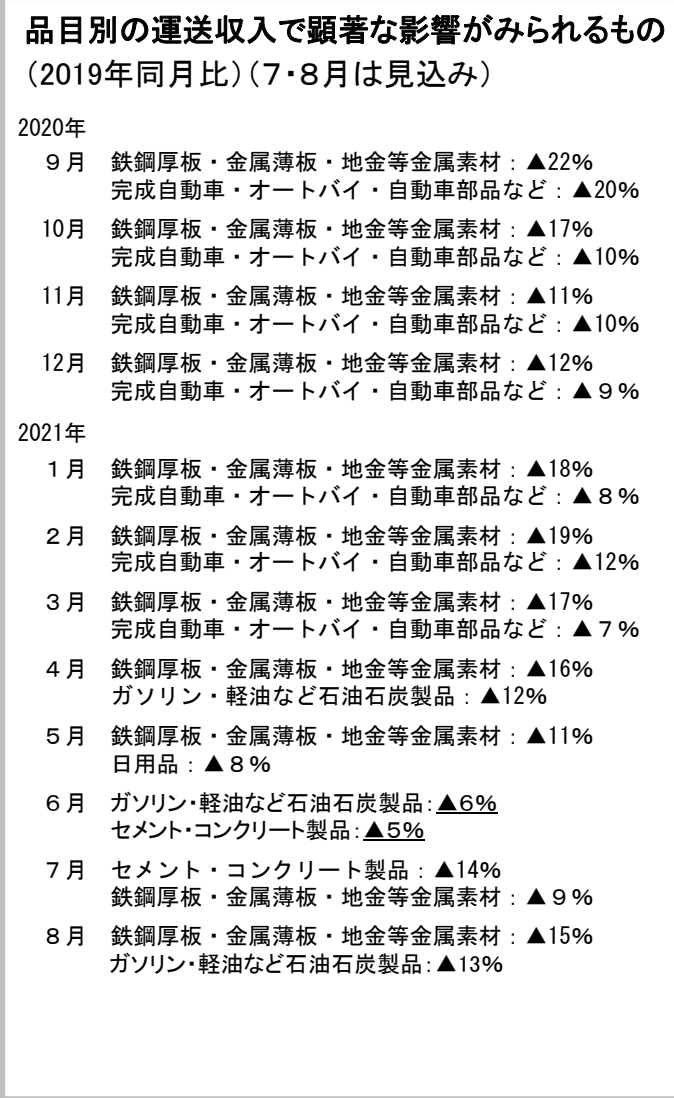 品目別の運送収入で顕著な影響がみられるもの
（2019年同月比）（７・８月は見込み）
2020年
９月 鉄鋼厚板・金属薄板・地金等金属素材：▲22％
完成自動車・オートバイ・自動車部品など：▲20％
10月 鉄鋼厚板・金属薄板・地金等金属素材：▲17％
完成自動車・オートバイ・自動車部品など：▲10％
11月 鉄鋼厚板・金属薄板・地金等金属素材：▲11％
完成自動車・オートバイ・自動車部品など：▲10％
12月 鉄鋼厚板・金属薄板・地金等金属素材：▲12％
完成自動車・オートバイ・自動車部品など：▲９％
2021年
１月 鉄鋼厚板・金属薄板・地金等金属素材：▲18％
完成自動車・オートバイ・自動車部品など：▲８％
２月 鉄鋼厚板・金属薄板・地金等金属素材：▲19％
完成自動車・オートバイ・自動車部品など：▲12％
３月 鉄鋼厚板・金属薄板・地金等金属素材：▲17％
完成自動車・オートバイ・自動車部品など：▲７％
４月 鉄鋼厚板・金属薄板・地金等金属素材：▲16％
ガソリン・軽油など石油石炭製品：▲12％
５月 鉄鋼厚板・金属薄板・地金等金属素材：▲11％
日用品：▲８％
６月 ガソリン・軽油など石油石炭製品：▲6％
セメント・コンクリート製品：▲5％
７月 セメント・コンクリート製品：▲14％
鉄鋼厚板・金属薄板・地金等金属素材：▲９％
８月 鉄鋼厚板・金属薄板・地金等金属素材：▲15％
ガソリン・軽油など石油石炭製品：▲13％